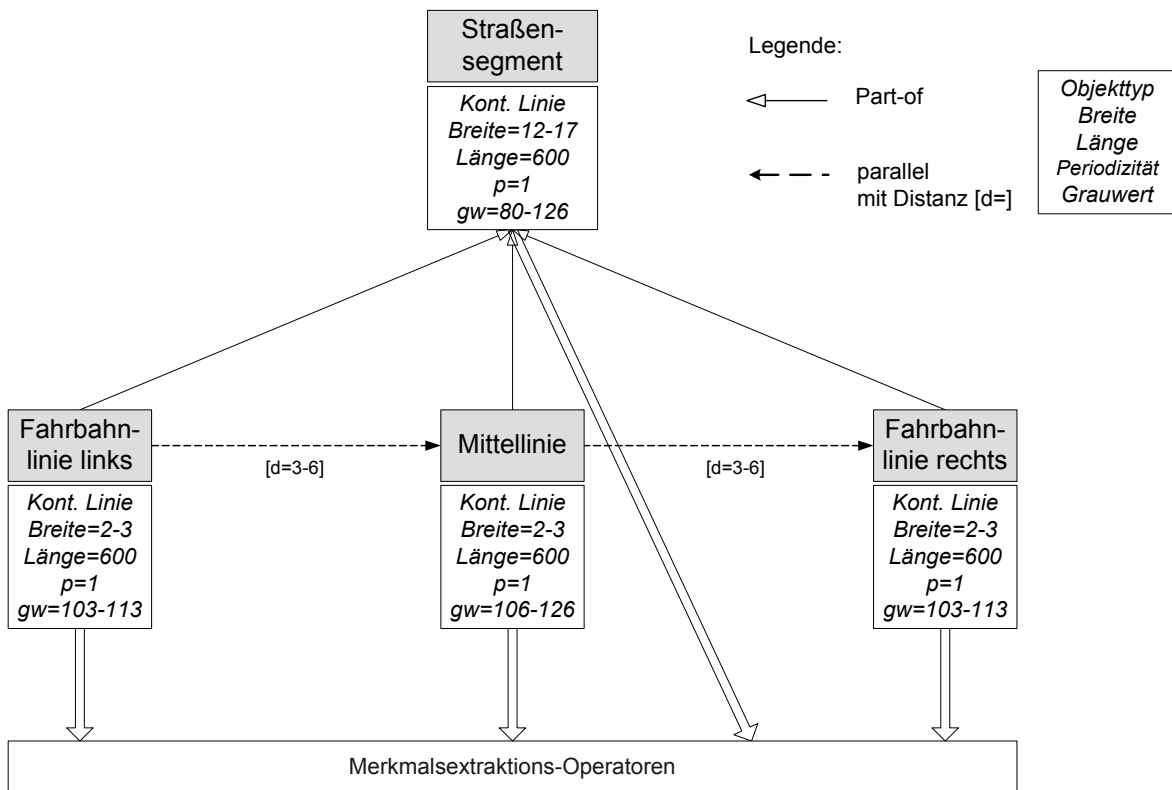 Straßen-
segment
Kont. Linie
Breite=12-17
Länge=600
p=1
gw=80-126
Legende:
Part-of
parallel
mit Distanz [d=]
Objekttyp
Breite
Länge
Periodizität
Grauwert
Fahrbahn-
linie links
[d=3-6]
Mittellinie
[d=3-6]
Fahrbahn-
linie rechts
Kont. Linie
Breite=2-3
Länge=600
p=1
gw=103-113
Kont. Linie
Breite=2-3
Länge=600
p=1
gw=106-126
Kont. Linie
Breite=2-3
Länge=600
p=1
gw=103-113
Merkmalsextraktions-Operatoren